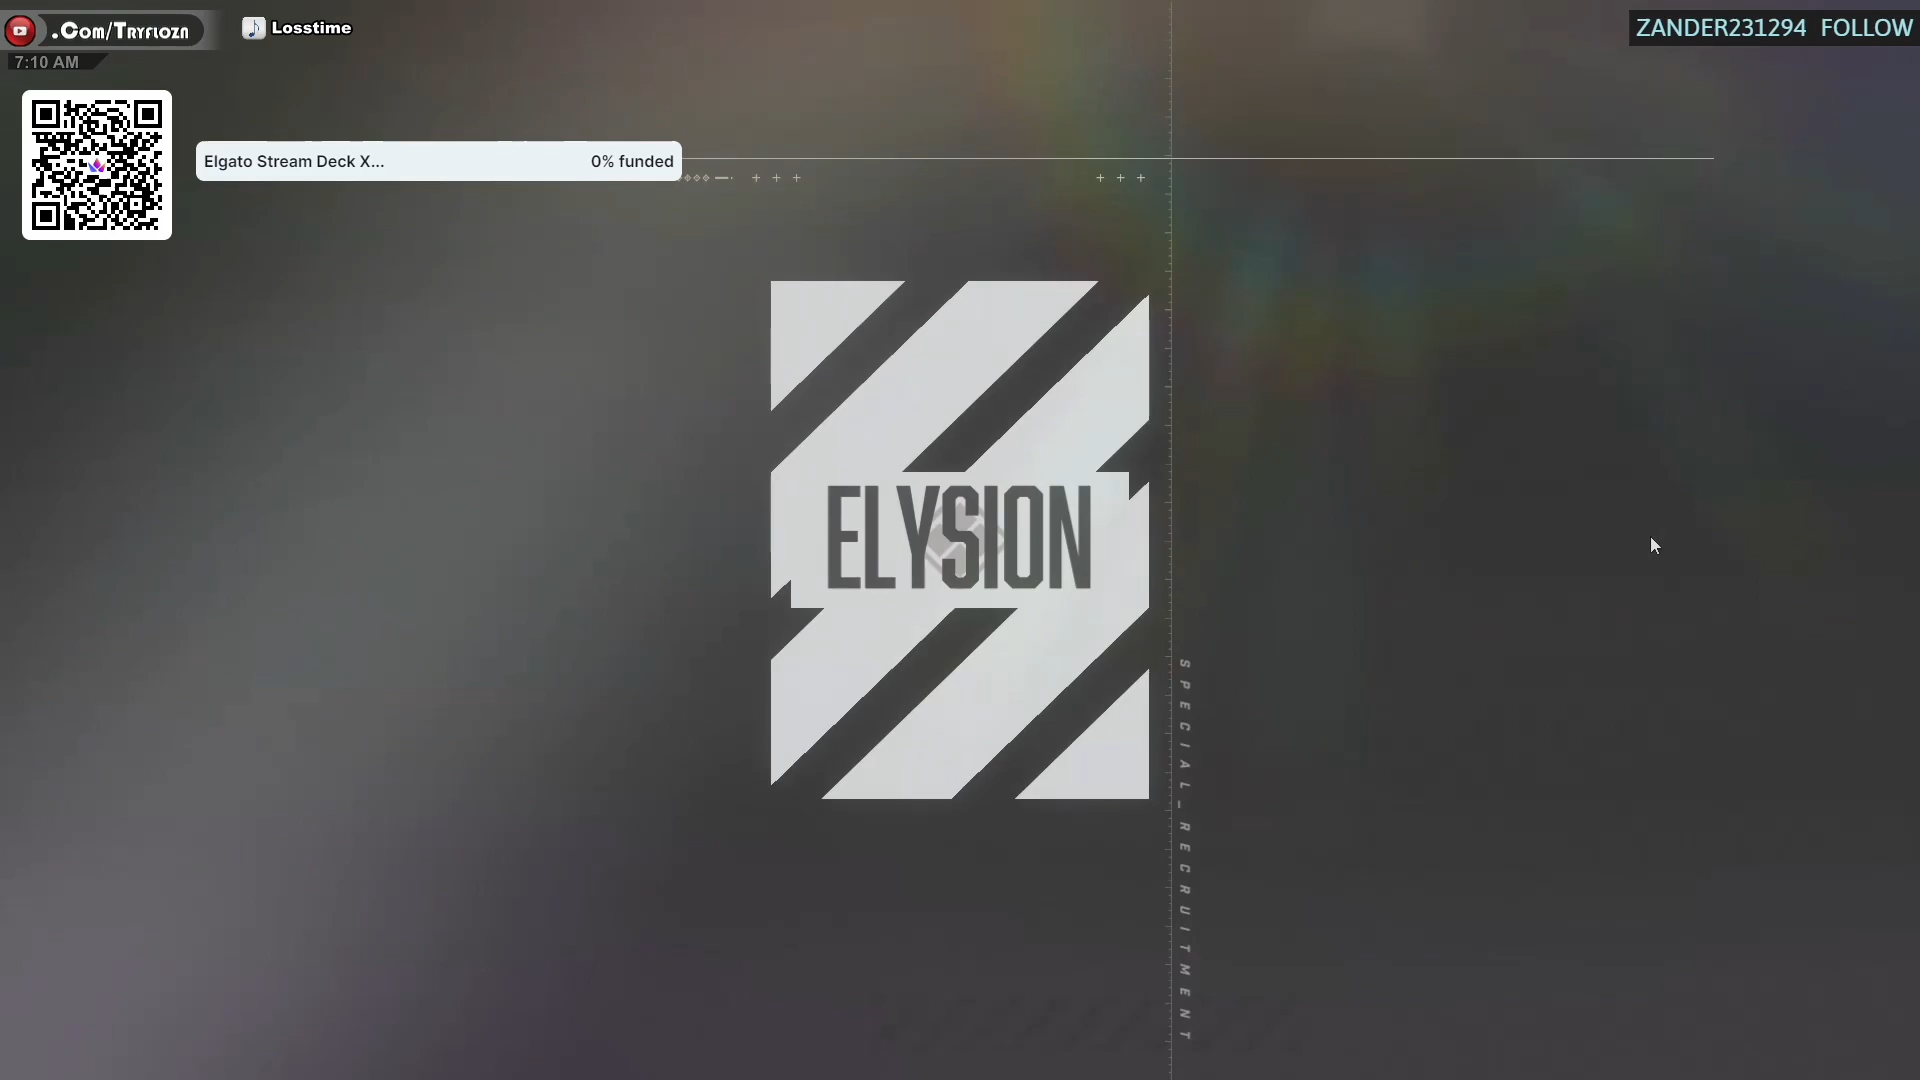 .Com/Tryflozn
Losstime
ZANDER231294 FOLLOW
7:10 AM
Elgato Stream Deck X... 0% funded
ELYSION
SPECIAL_RECRUITMENT